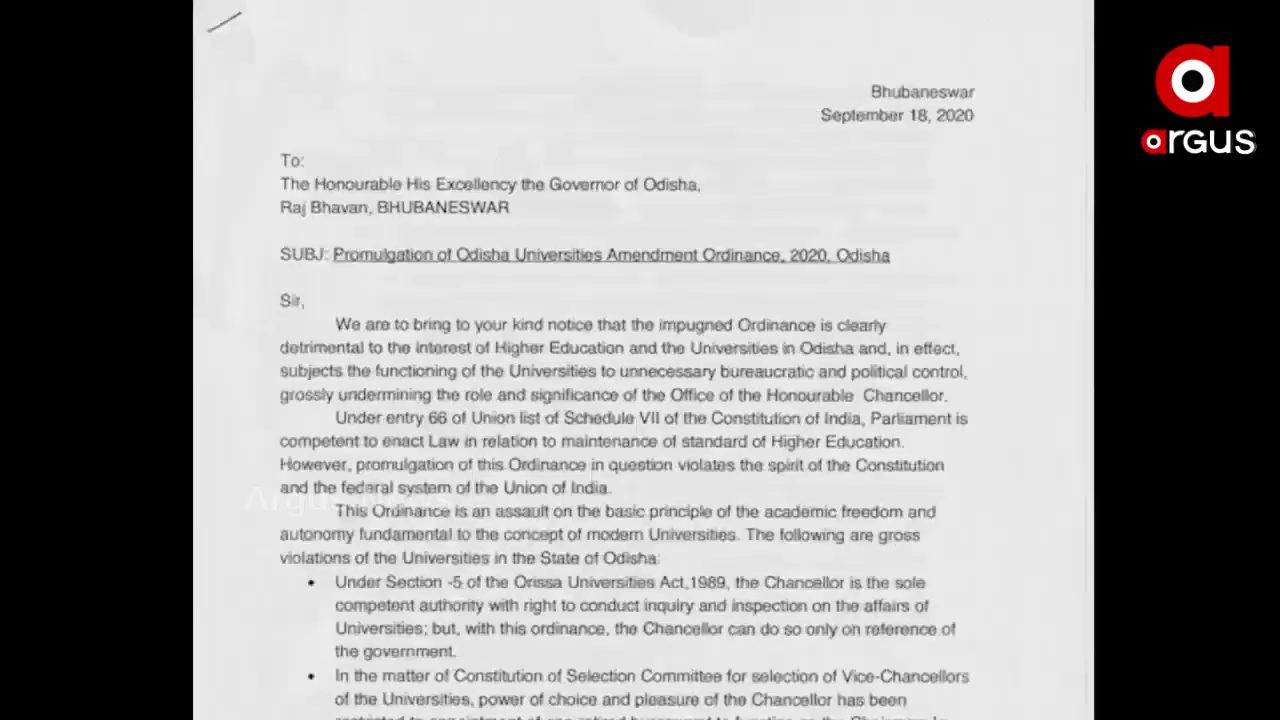 Bhubaneswar
September 18, 2020
argus
To:
The Honourable His Excellency the Governor of Odisha,
Raj Bhavan, BHUBANESWAR
SUBJ: Promulgation of Odisha Universities Amendment Ordinance, 2020, Odisha
Sir,
We are to bring to your kind notice that the impugned Ordinance is clearly
detrimental to the interest of Higher Education and the Universities in Odisha and, in effect,
subjects the functioning of the Universities to unnecessary bureaucratic and political control,
grossly undermining the role and significance of the Office of the Honourable Chancellor.
Under entry 66 of Union list of Schedule VII of the Constitution of India, Parliament is
competent to enact Law in relation to maintenance of standard of Higher Education.
However, promulgation of this Ordinance in question violates the spirit of the Constitution
and the federal system of the Union of India.
Argus News
This Ordinance is an assault on the basic principle of the academic freedom and
autonomy fundamental to the concept of modern Universities. The following are gross
violations of the Universities in the State of Odisha:
• Under Section -5 of the Orissa Universities Act,1989, the Chancellor is the sole
competent authority with right to conduct inquiry and inspection on the affairs of
Universities; but, with this ordinance, the Chancellor can do so only on reference of
the government.
• In the matter of Constitution of Selection Committee for selection of Vice-Chancellors
of the Universities, power of choice and pleasure of the Chancellor has been